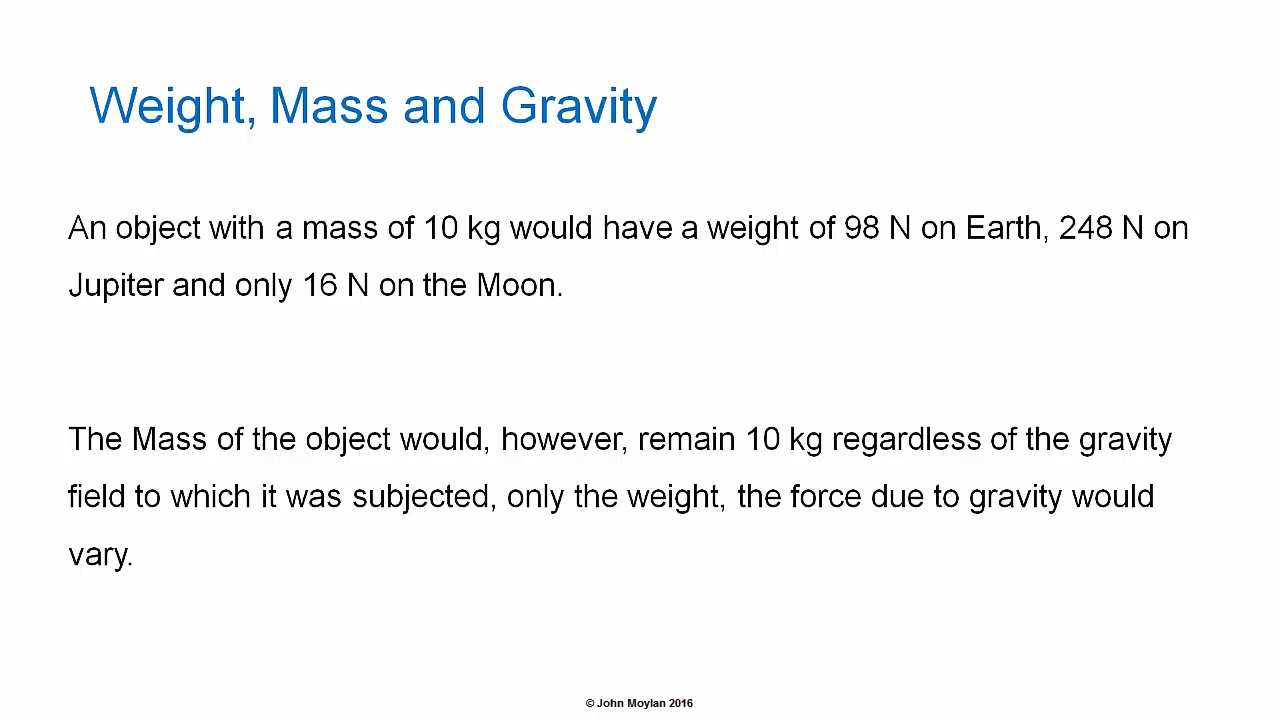 Weight, Mass and Gravity
An object with a mass of 10 kg would have a weight of 98 N on Earth, 248 N on
Jupiter and only 16 N on the Moon.
The Mass of the object would, however, remain 10 kg regardless of the gravity
field to which it was subjected, only the weight, the force due to gravity would
vary.
© John Moylan 2016